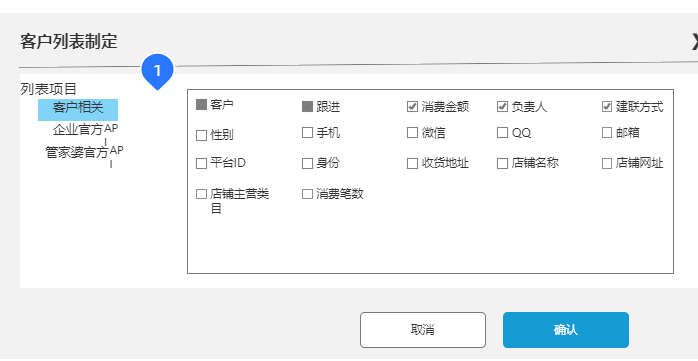 客户列表制定
1
列表项目
客户相关
企业官方API
管家婆官方API
客户 跟进 消费金额 负责人 建联方式
性别 手机 微信 QQ 邮箱
平台ID 身份 收货地址 店铺名称 店铺网址
店铺主营类
目
消费笔数
取消 确认